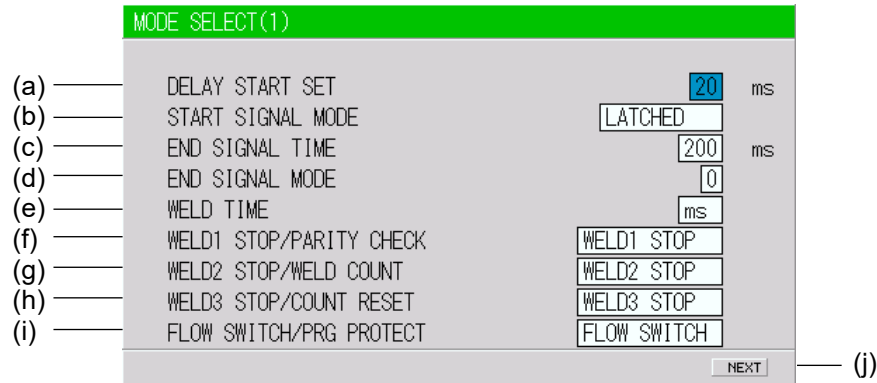 MODE SELECT(1)
(a) DELAY START SET 20 ms
(b) START SIGNAL MODE LATCHED
(c) END SIGNAL TIME 200 ms
(d) END SIGNAL MODE 0
(e) WELD TIME ms
(f) WELD1 STOP/PARITY CHECK WELD1 STOP
(g) WELD2 STOP/WELD COUNT WELD2 STOP
(h) WELD3 STOP/COUNT RESET WELD3 STOP
(i) FLOW SWITCH/PRG PROTECT FLOW SWITCH
NEXT (j)